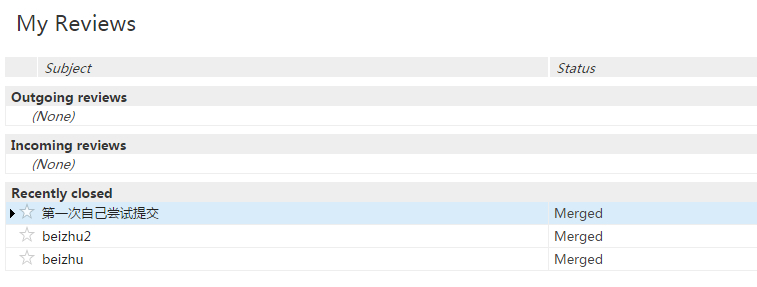 My Reviews
Subject Status
Outgoing reviews
(None)
Incoming reviews
(None)
Recently closed
第一次自己尝试提交 Merged
beizhu2 Merged
beizhu Merged